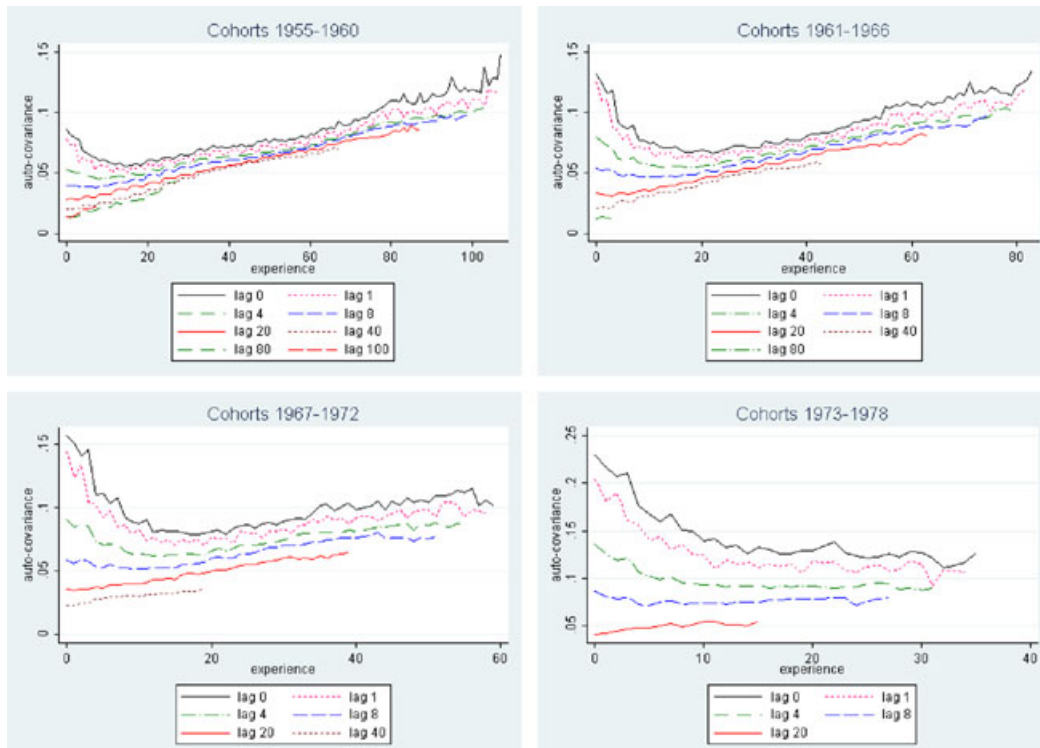 Cohorts 1955-1960
.15
.1
.05
0
auto-covariance
0 20 40 60 80 100
experience
lag 0 lag 1
lag 4 lag 8
lag 20 lag 40
lag 80 lag 100
Cohorts 1961-1966
.15
.1
.05
0
auto-covariance
0 20 40 60 80
experience
lag 0 lag 1
lag 4 lag 8
lag 20 lag 40
lag 80
Cohorts 1967-1972
.15
.1
.05
0
auto-covariance
0 20 40 60
experience
lag 0 lag 1
lag 4 lag 8
lag 20 lag 40
Cohorts 1973-1978
.25
.2
.15
.1
.05
auto-covariance
0 10 20 30 40
experience
lag 0 lag 1
lag 4 lag 8
lag 20